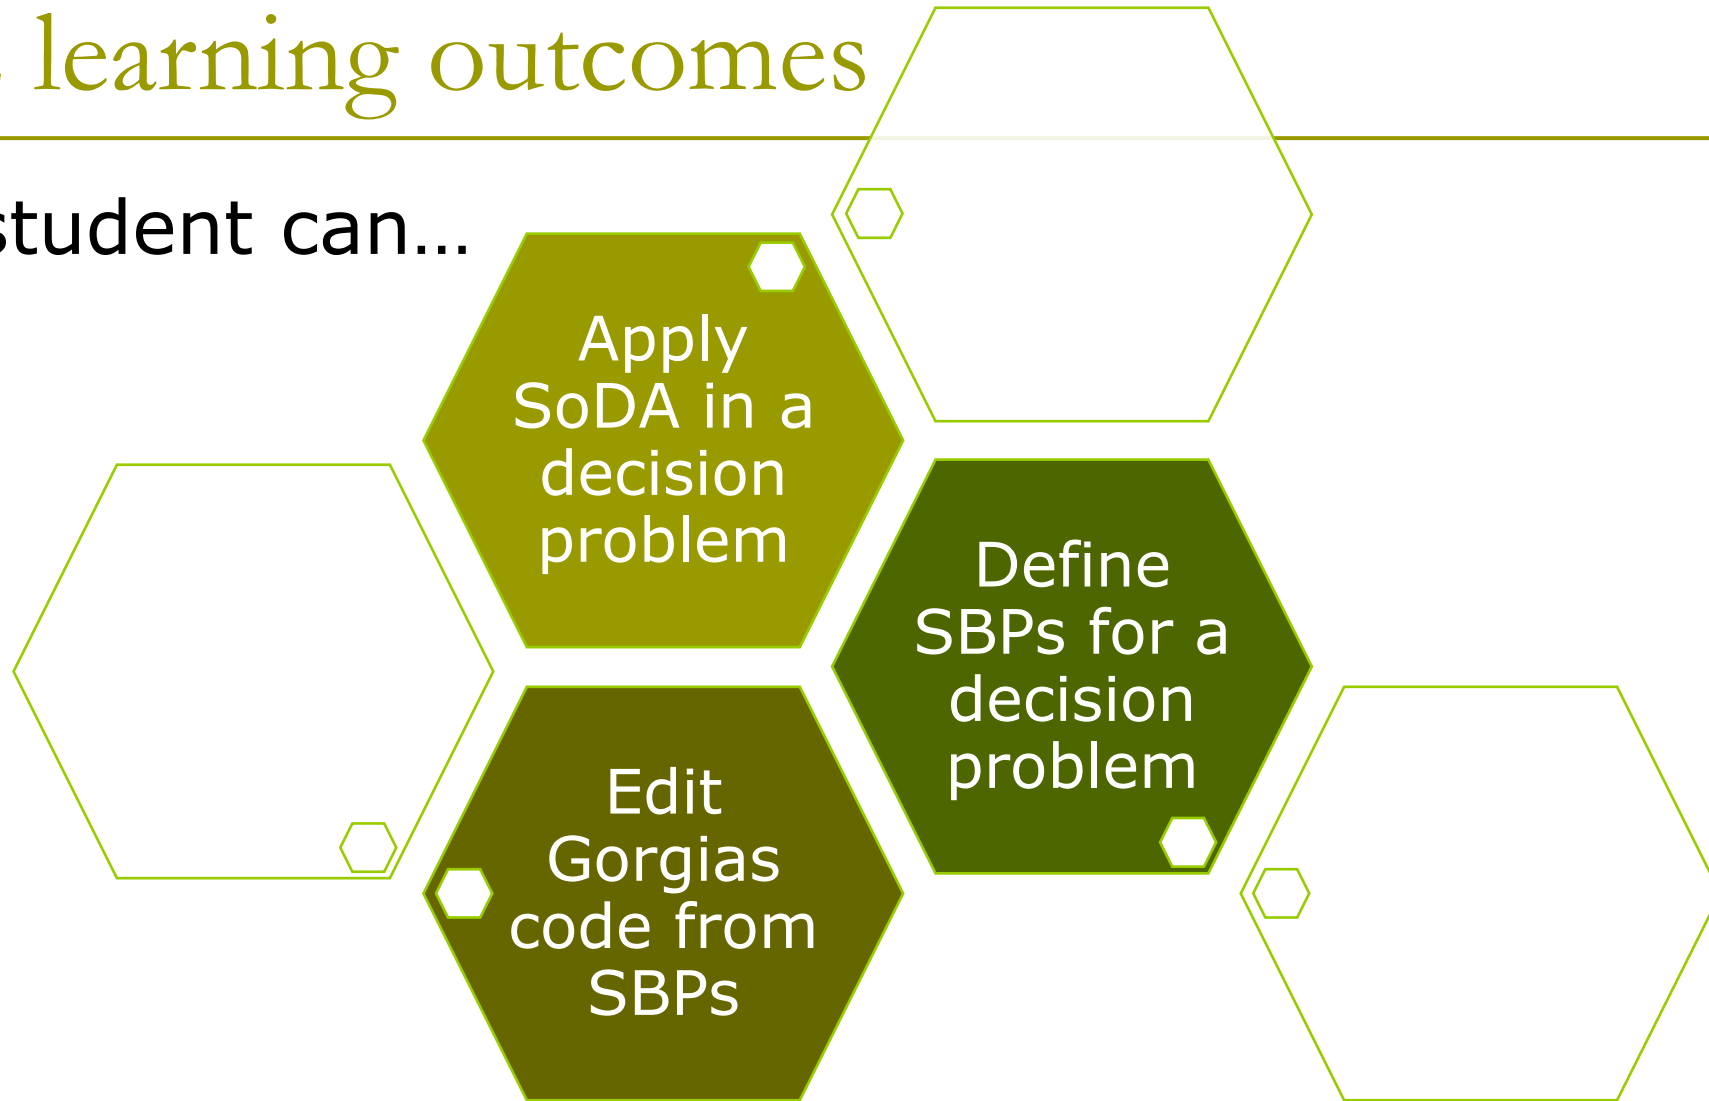 learning outcomes
student can…
Apply
SoDA in a
decision
problem
Define
SBPs for a
decision
problem
Edit
Gorgias
code from
SBPs